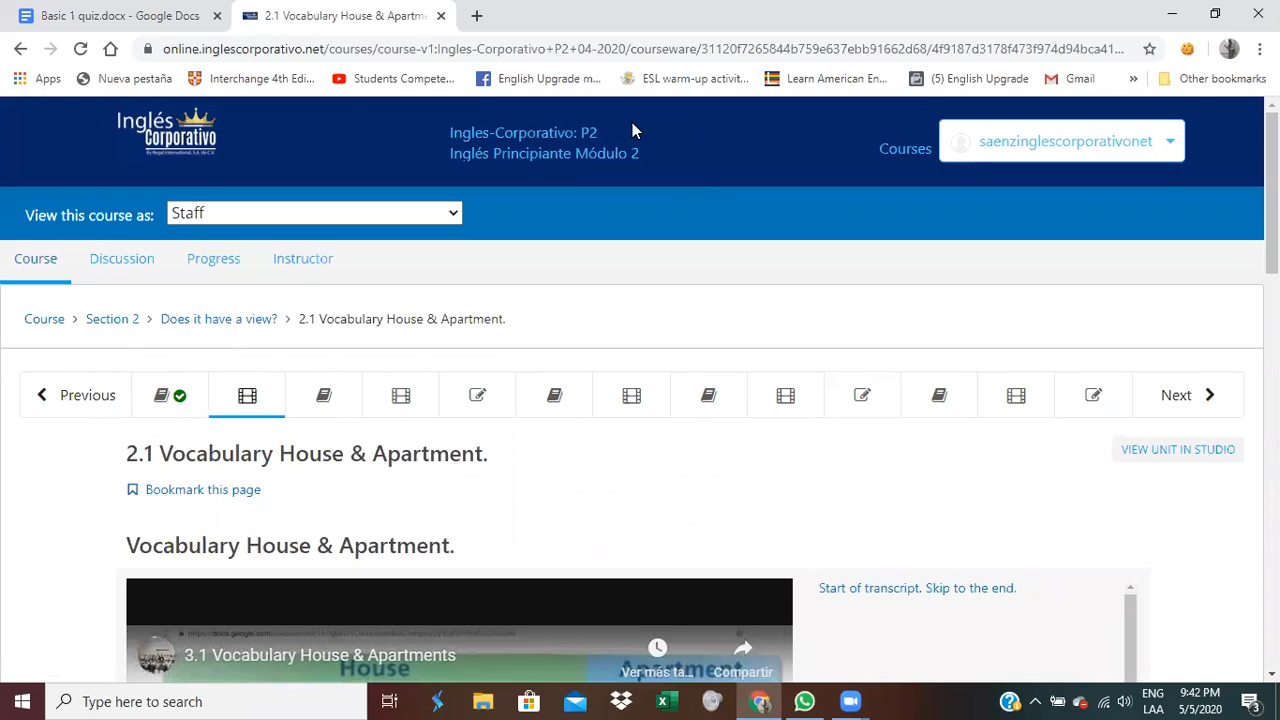 Basic 1 quiz.docx - Google Docs
2.1 Vocabulary House & Apartm
online.inglescorporativo.net/courses/course-v1:Ingles-Corporativo+P2+04-2020/courseware/31120f7265844b759e637ebb91662d68/4f9187d3178f473f974d94bca41...
Apps
Nueva pestaña
Interchange 4th Edi...
Students Compete...
English Upgrade m...
ESL warm-up activit...
Learn American En...
(5) English Upgrade
Gmail
»
Other bookmarks
Inglés
Corporativo
Ingles-Corporativo: P2
Inglés Principiante Módulo 2
Courses
saenzinglescorporativonet
View this course as:
Staff
Course
Discussion
Progress
Instructor
Course > Section 2 > Does it have a view? > 2.1 Vocabulary House & Apartment.
Previous
Next
2.1 Vocabulary House & Apartment.
VIEW UNIT IN STUDIO
Bookmark this page
Vocabulary House & Apartment.
Start of transcript. Skip to the end.
3.1 Vocabulary House & Apartments
House
Apartment
Ver más ta...
Compartir
Type here to search
ENG
LAA
9:42 PM
5/5/2020
3